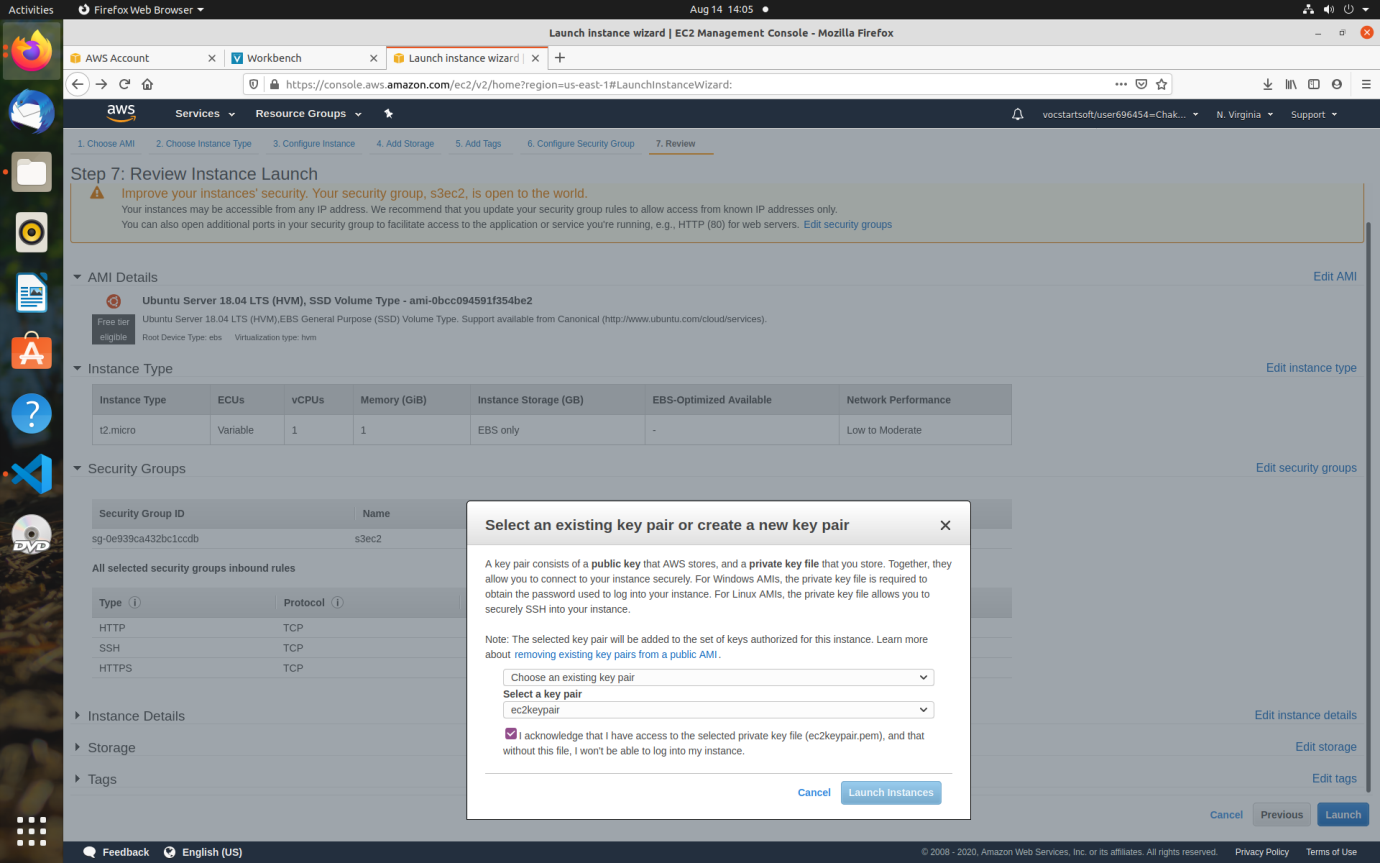 Activities
Firefox Web Browser
Aug 14 14:05
Launch instance wizard | EC2 Management Console - Mozilla Firefox
AWS Account
Workbench
Launch instance wizard |
https://console.aws.amazon.com/ec2/v2/home?region=us-east-1#LaunchInstanceWizard:
aws
Services
Resource Groups
vocstartsoft/user696454=Chak...
N. Virginia
Support
1. Choose AMI
2. Choose Instance Type
3. Configure Instance
4. Add Storage
5. Add Tags
6. Configure Security Group
7. Review
Step 7: Review Instance Launch
Improve your instances' security. Your security group, s3ec2, is open to the world.
Your instances may be accessible from any IP address. We recommend that you update your security group rules to allow access from known IP addresses only.
You can also open additional ports in your security group to facilitate access to the application or service you're running, e.g., HTTP (80) for web servers. Edit security groups
AMI Details
Edit AMI
Ubuntu Server 18.04 LTS (HVM), SSD Volume Type - ami-0bcc094591f354be2
Free tier
eligible
Ubuntu Server 18.04 LTS (HVM),EBS General Purpose (SSD) Volume Type. Support available from Canonical (http://www.ubuntu.com/cloud/services).
Root Device Type: ebs Virtualization type: hvm
Instance Type
Edit instance type
Instance Type ECUs vCPUs Memory (GiB) Instance Storage (GB) EBS-Optimized Available Network Performance
t2.micro Variable 1 1 EBS only - Low to Moderate
Security Groups
Edit security groups
Security Group ID Name
sg-0e939ca432bc1ccdb s3ec2
All selected security groups inbound rules
Type Protocol
HTTP TCP
SSH TCP
HTTPS TCP
Instance Details
Edit instance details
Storage
Edit storage
Tags
Edit tags
Select an existing key pair or create a new key pair
A key pair consists of a public key that AWS stores, and a private key file that you store. Together, they
allow you to connect to your instance securely. For Windows AMIs, the private key file is required to
obtain the password used to log into your instance. For Linux AMIs, the private key file allows you to
securely SSH into your instance.
Note: The selected key pair will be added to the set of keys authorized for this instance. Learn more
about removing existing key pairs from a public AMI.
Choose an existing key pair
Select a key pair
ec2keypair
I acknowledge that I have access to the selected private key file (ec2keypair.pem), and that
without this file, I won't be able to log into my instance.
Cancel
Launch Instances
Cancel
Previous
Launch
DVD
Feedback
English (US)
© 2008 - 2020, Amazon Web Services, Inc. or its affiliates. All rights reserved.
Privacy Policy
Terms of Use